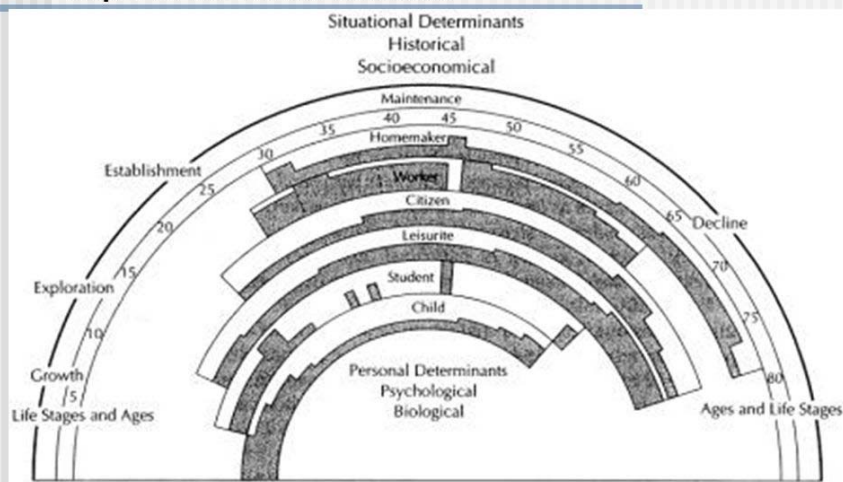 Situational Determinants
Historical
Socioeconomical
Maintenance
35
40
45
50
Homemaker
30
55
Establishment
25
Worker
60
20
Citizen
65
Decline
Leisurite
70
15
Exploration
Student
Child
75
10
Personal Determinants
Psychological
Biological
Growth
5
80
Life Stages and Ages
Ages and Life Stages